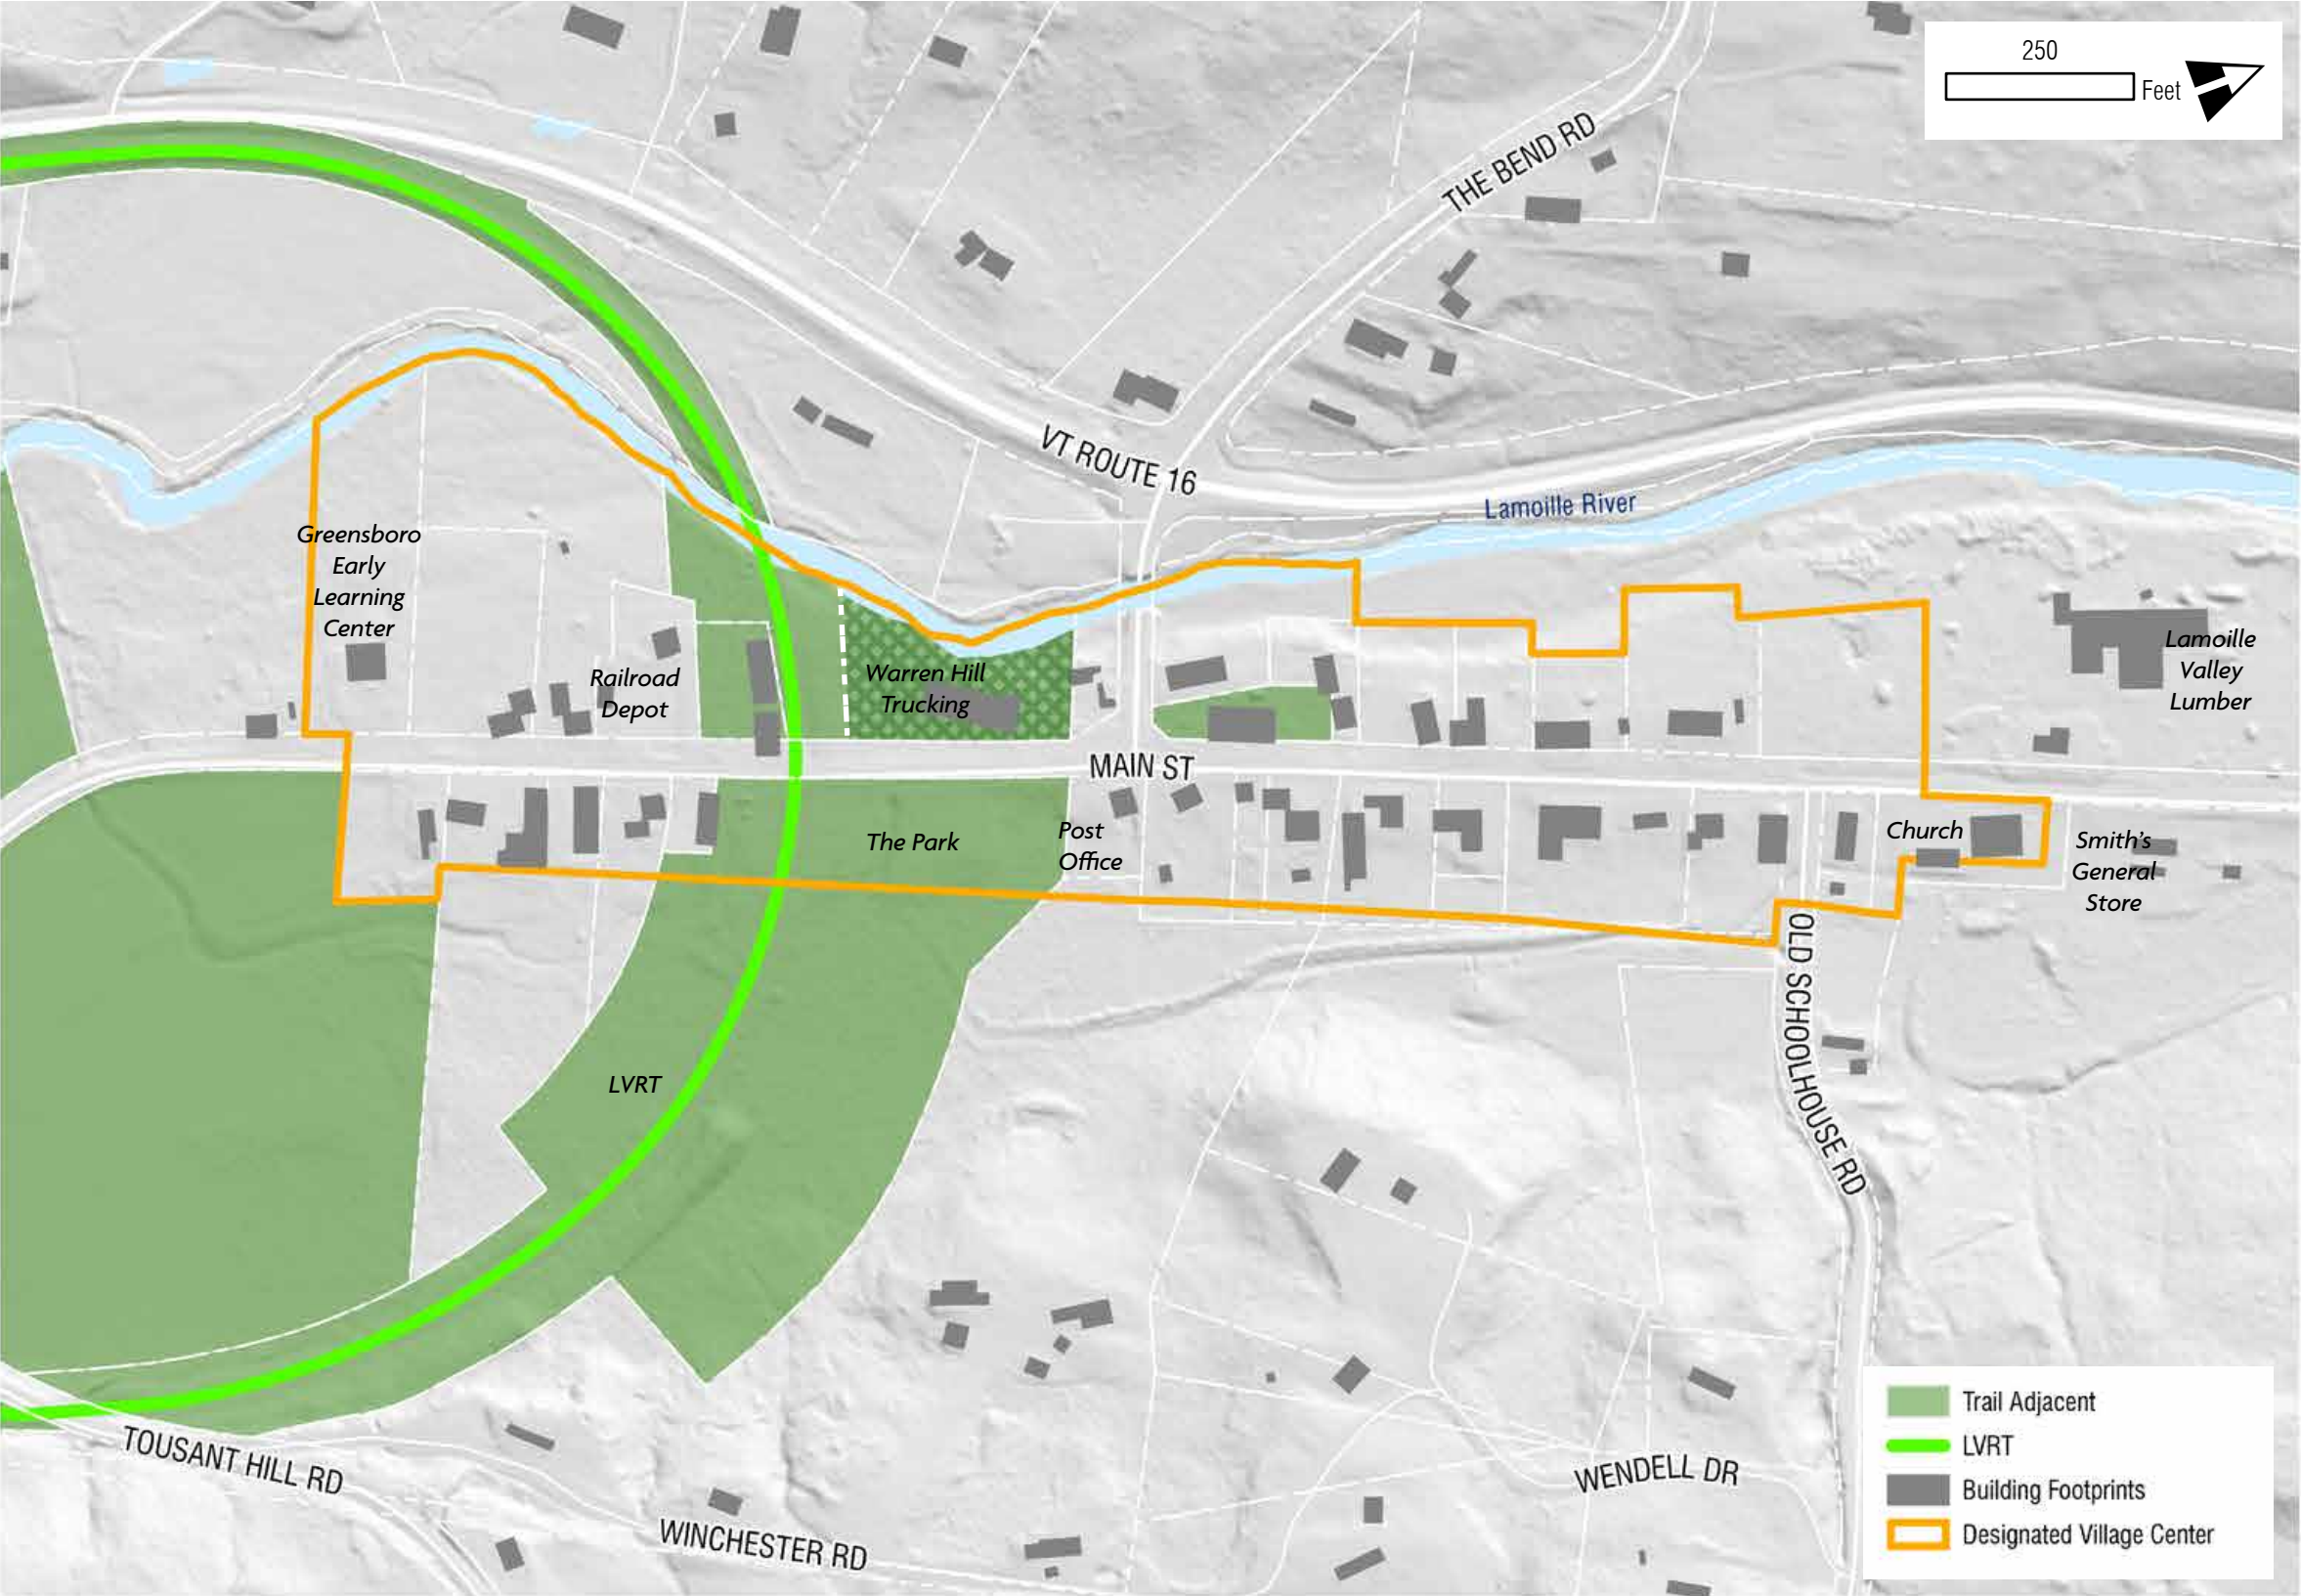 250
Feet
THE BEND RD
VT ROUTE 16
Lamoille River
Greensboro
Early
Learning
Center
Railroad
Depot
Warren Hill
Trucking
Lamoille
Valley
Lumber
MAIN ST
The Park
Post
Office
Church
Smith's
General
Store
OLD SCHOOLHOUSE RD
LVRT
TOUSANT HILL RD
WINCHESTER RD
WENDELL DR
Trail Adjacent
LVRT
Building Footprints
Designated Village Center